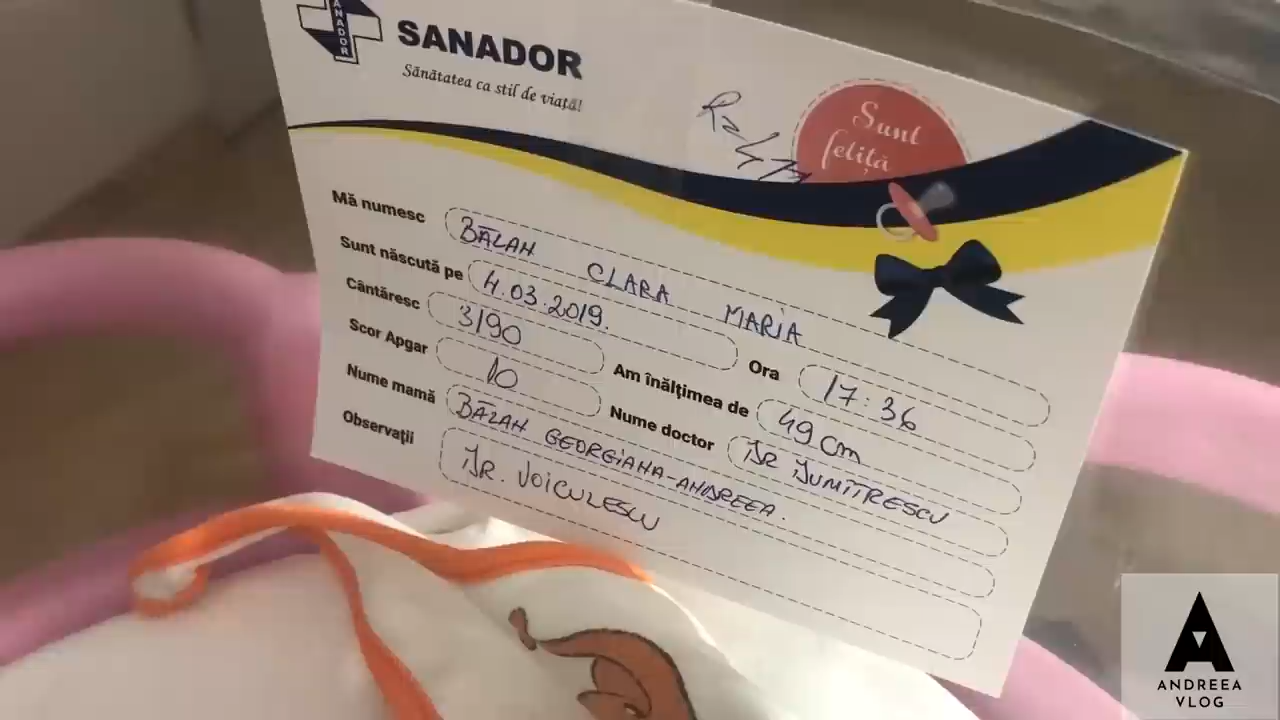 SANADOR
SANADOR
Sănătatea ca stil de viață!
Sunt
fetiță
Mă numesc BĂLAN CLARA MARIA
Sunt născută pe 4.03.2019. Ora 17:36
Cântăresc 3190 Am înălțimea de 49 cm
Scor Apgar 10 Nume doctor DR DUMITRESCU
Nume mamă BĂLAN GEORGIANA-ANDREEA.
Observații DR. VOICULESCU
ANDREEA
VLOG